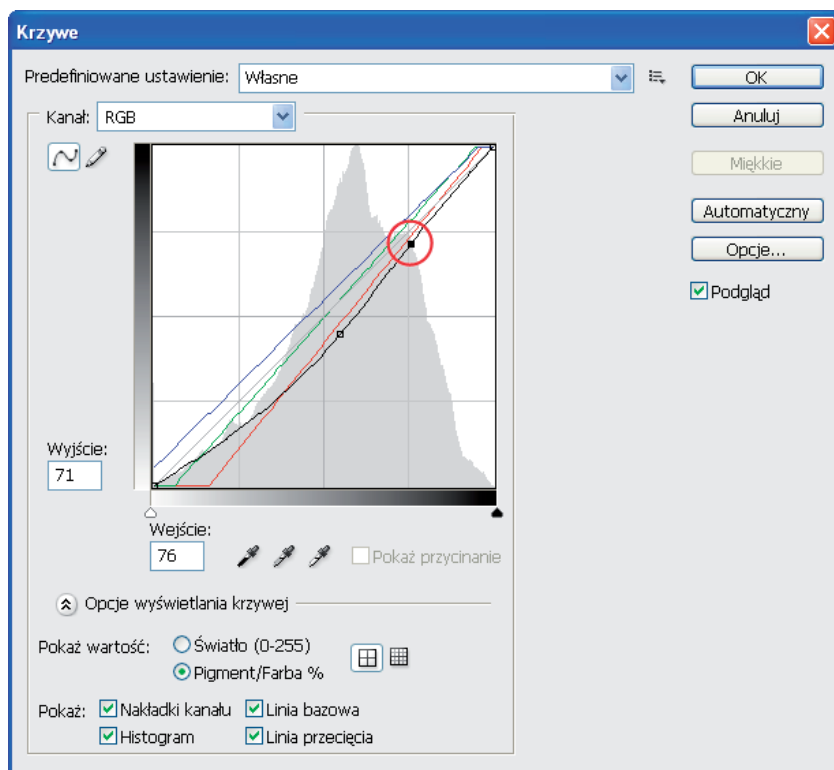 Krzywe
Predefiniowane ustawienie: Własne
OK
Kanał: RGB
Anuluj
Miękkie
Automatyczny
Opcje...
Podgląd
Wyjście:
71
Wejście:
76
Pokaż przycinanie
Opcje wyświetlania krzywej
Pokaż wartość: Światło (0-255)
Pigment/Farba %
Pokaż: Nakładki kanału Linia bazowa
Histogram Linia przecięcia